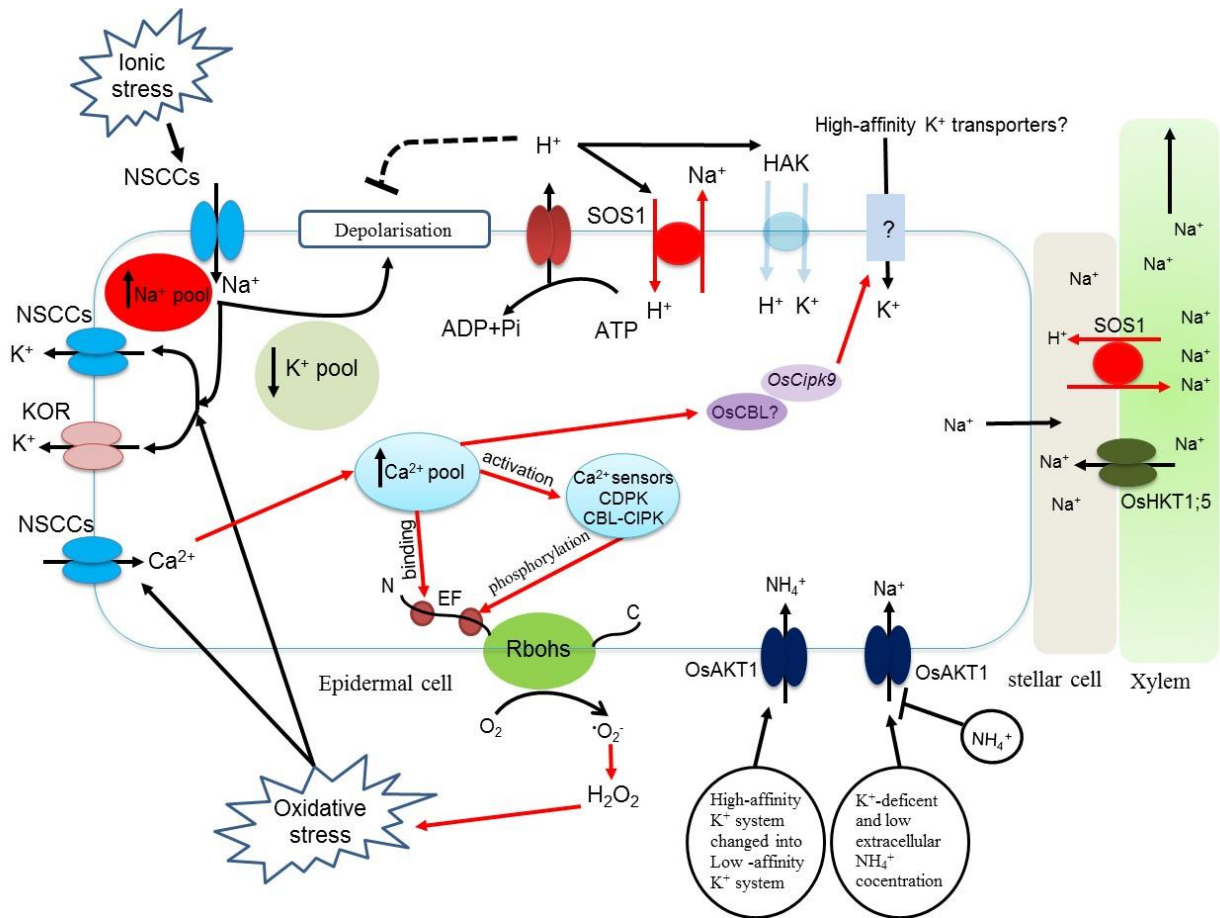 Ionic
stress
NSCCs
H⁺
High-affinity K⁺ transporters?
HAK
Na⁺
SOS1
Depolarisation
?
Na⁺
Na⁺
Na⁺ pool
Na⁺
NSCCs
K⁺
K⁺ pool
ADP+Pi
ATP
H⁺
H⁺
K⁺
K⁺
Na⁺
SOS1
H⁺
Na⁺
Na⁺
Na⁺
KOR
K⁺
OsCipk9
OsCBL?
Na⁺
Na⁺
Na⁺
Na⁺
OsHKT1;5
Ca²⁺ pool
activation
Ca²⁺ sensors
CDPK
CBL-CIPK
NSCCs
Ca²⁺
binding
phosphorylation
N
EF
C
Rbohs
NH₄⁺
Na⁺
OsAKT1
OsAKT1
Epidermal cell
stellar cell
Xylem
O₂
·O₂⁻
NH₄⁺
H₂O₂
Oxidative
stress
High-affinity
K⁺ system
changed into
Low -affinity
K⁺ system
K⁺-deficent
and low
extracellular
NH₄⁺
cocentration